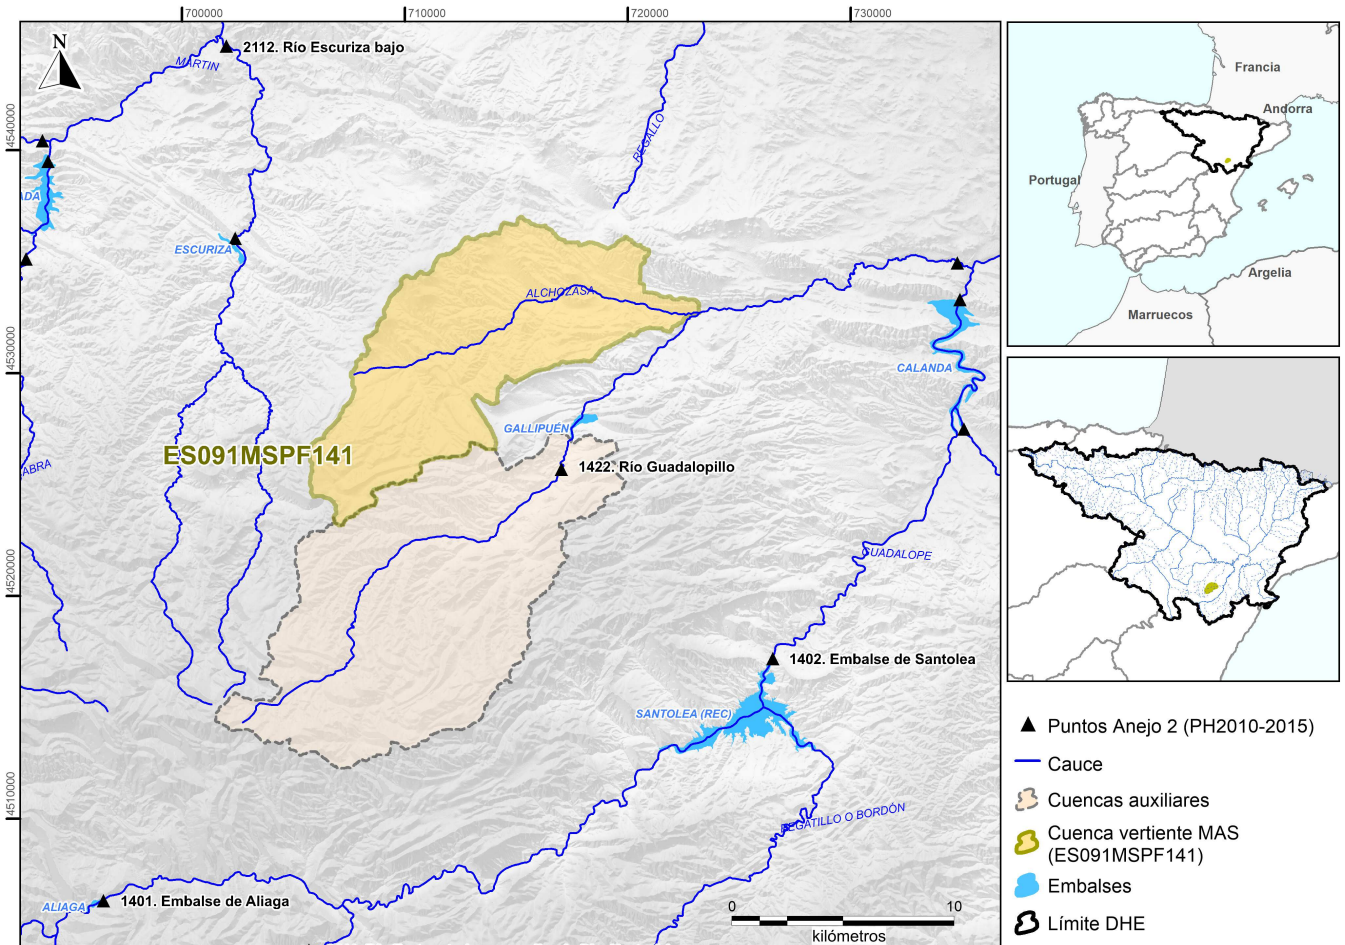 700000
710000
720000
730000
N
2112. Río Escuriza bajo
MARTIN
REGALLO
4540000
ADA
ESCURIZA
ALCHOZASA
4530000
CALANDA
GALLIPUÉN
ES091MSPF141
ABRA
1422. Río Guadalopillo
GUADALOPE
4520000
1402. Embalse de Santolea
SANTOLEA (REC)
4510000
BEGATILLO O BORDÓN
ALIAGA
1401. Embalse de Aliaga
0
10
kilómetros
Francia
Andorra
Portugal
Argelia
Marruecos
Puntos Anejo 2 (PH2010-2015)
Cauce
Cuencas auxiliares
Cuenca vertiente MAS
(ES091MSPF141)
Embalses
Límite DHE